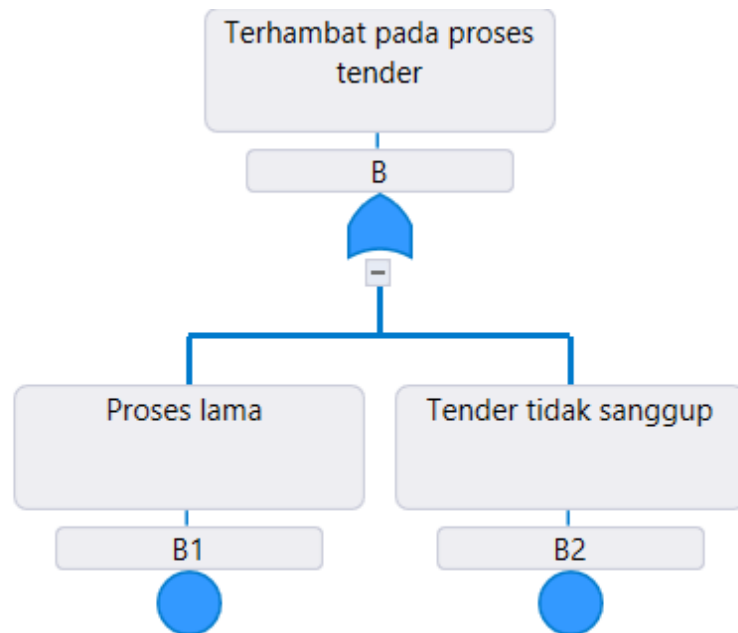 Terhambat pada proses
tender
B
Proses lama
Tender tidak sanggup
B1
B2